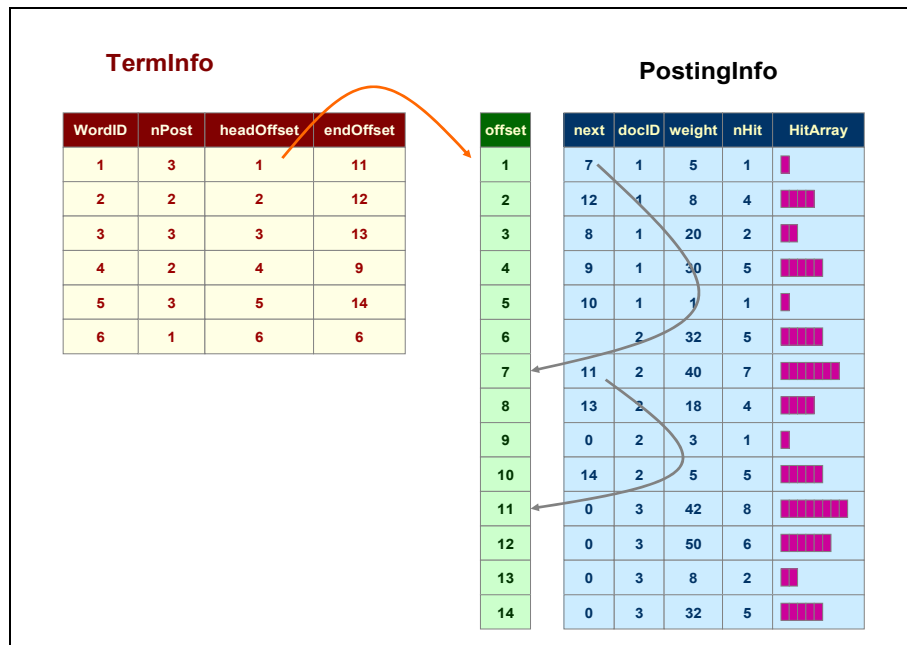 TermInfo
PostingInfo
WordID nPost headOffset endOffset offset next docID weight nHit HitArray
1 3 1 11 1 7 1 5 1
2 2 2 12 2 12 1 8 4
3 3 3 13 3 8 1 20 2
4 2 4 9 4 9 1 30 5
5 3 5 14 5 10 1 1 1
6 1 6 6 6 2 32 5
7 11 2 40 7
8 13 2 18 4
9 0 2 3 1
10 14 2 5 5
11 0 3 42 8
12 0 3 50 6
13 0 3 8 2
14 0 3 32 5